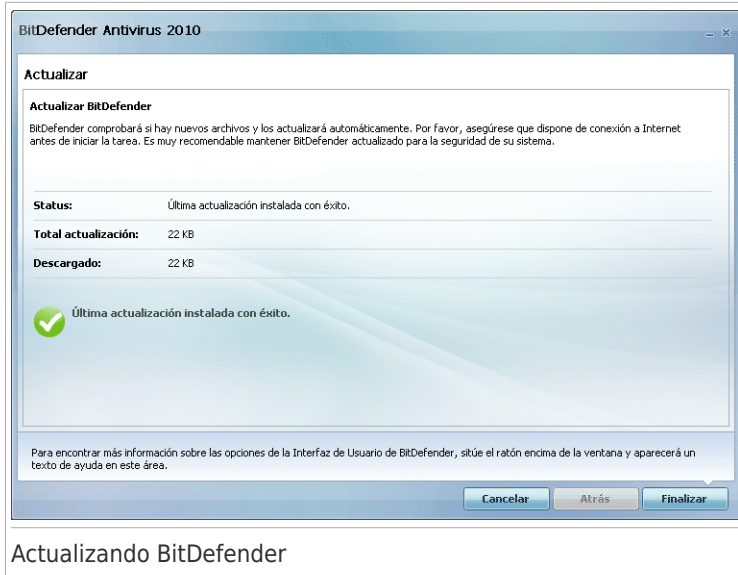 BitDefender Antivirus 2010
Actualizar
Actualizar BitDefender
BitDefender comprobará si hay nuevos archivos y los actualizará automáticamente. Por favor, asegúrese que dispone de conexión a Internet
antes de iniciar la tarea. Es muy recomendable mantener BitDefender actualizado para la seguridad de su sistema.
Status: Última actualización instalada con éxito.
Total actualización: 22 KB
Descargado: 22 KB
Última actualización instalada con éxito.
Para encontrar más información sobre las opciones de la Interfaz de Usuario de BitDefender, sitúe el ratón encima de la ventana y aparecerá un
texto de ayuda en este área.
Cancelar Atrás Finalizar
Actualizando BitDefender